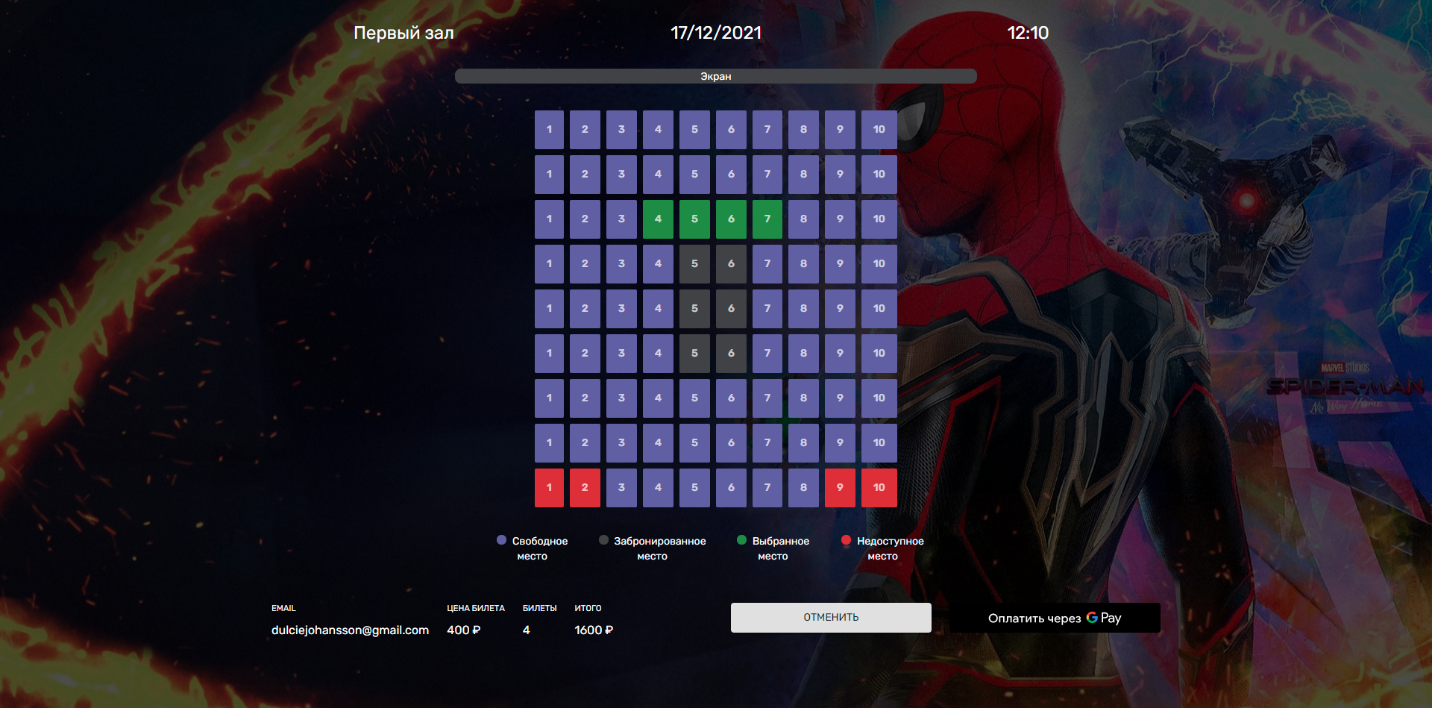 Первый зал 17/12/2021 12:10
Экран
1 2 3 4 5 6 7 8 9 10
1 2 3 4 5 6 7 8 9 10
1 2 3 4 5 6 7 8 9 10
1 2 3 4 5 6 7 8 9 10
1 2 3 4 5 6 7 8 9 10
1 2 3 4 5 6 7 8 9 10
1 2 3 4 5 6 7 8 9 10
1 2 3 4 5 6 7 8 9 10
1 2 3 4 5 6 7 8 9 10
MARVEL STUDIOS
SPIDER-MAN
No Way Home
Свободное место
Забронированное место
Выбранное место
Недоступное место
EMAIL ЦЕНА БИЛЕТА БИЛЕТЫ ИТОГО
dulciejohansson@gmail.com 400 ₽ 4 1600 ₽
ОТМЕНИТЬ
Оплатить через G Pay